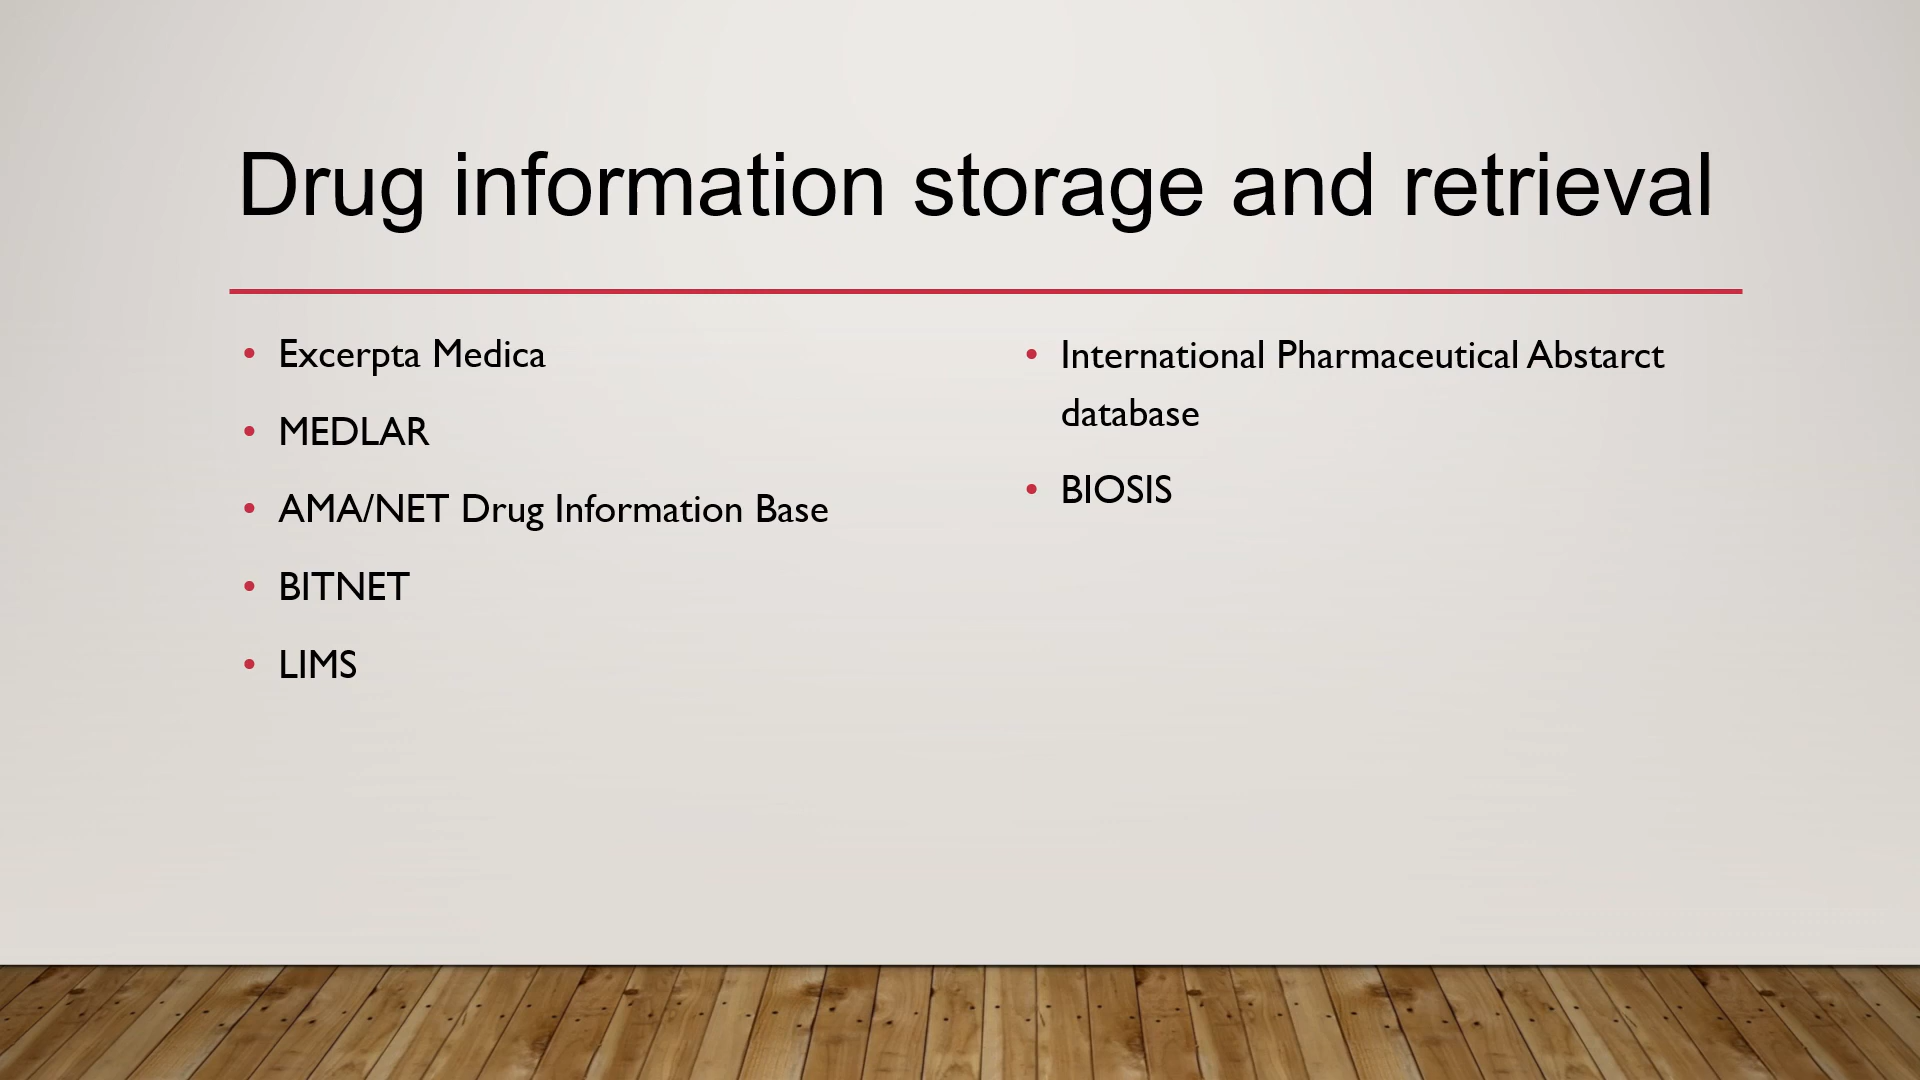 Drug information storage and retrieval
• Excerpta Medica
• MEDLAR
• AMA/NET Drug Information Base
• BITNET
• LIMS
• International Pharmaceutical Abstarct
database
• BIOSIS